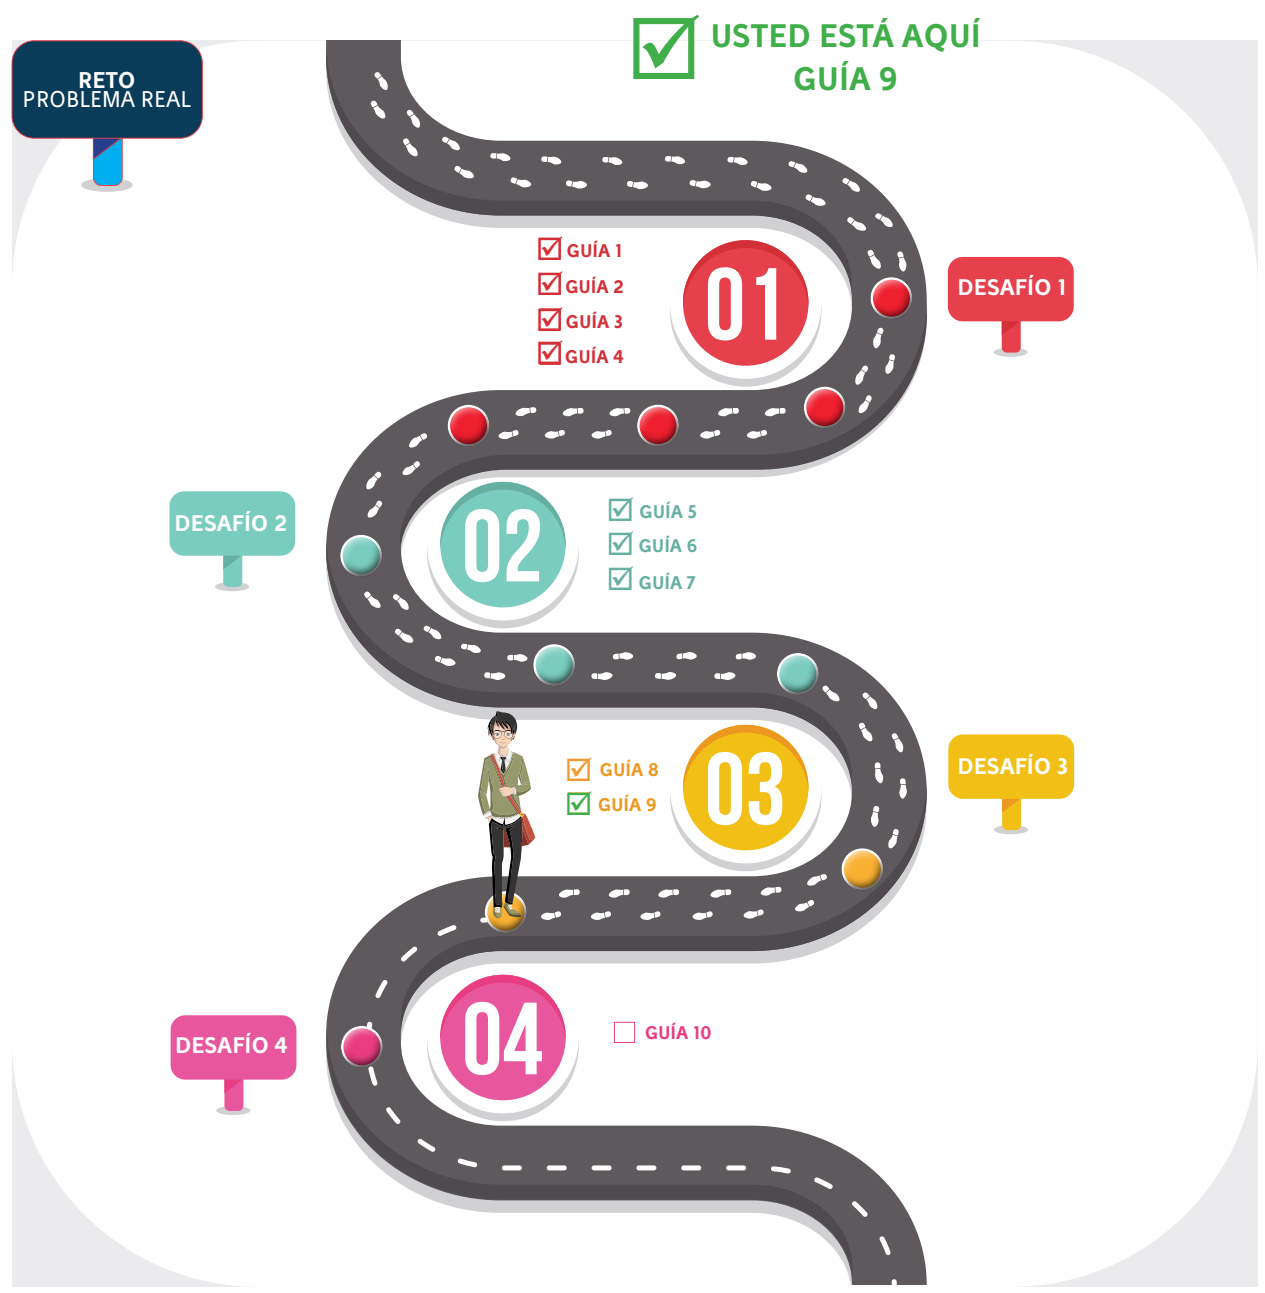 USTED ESTÁ AQUÍ
GUÍA 9
RETO
PROBLEMA REAL
GUÍA 1
GUÍA 2
GUÍA 3
GUÍA 4
01
DESAFÍO 1
DESAFÍO 2
02
GUÍA 5
GUÍA 6
GUÍA 7
GUÍA 8
GUÍA 9
03
DESAFÍO 3
DESAFÍO 4
04
GUÍA 10